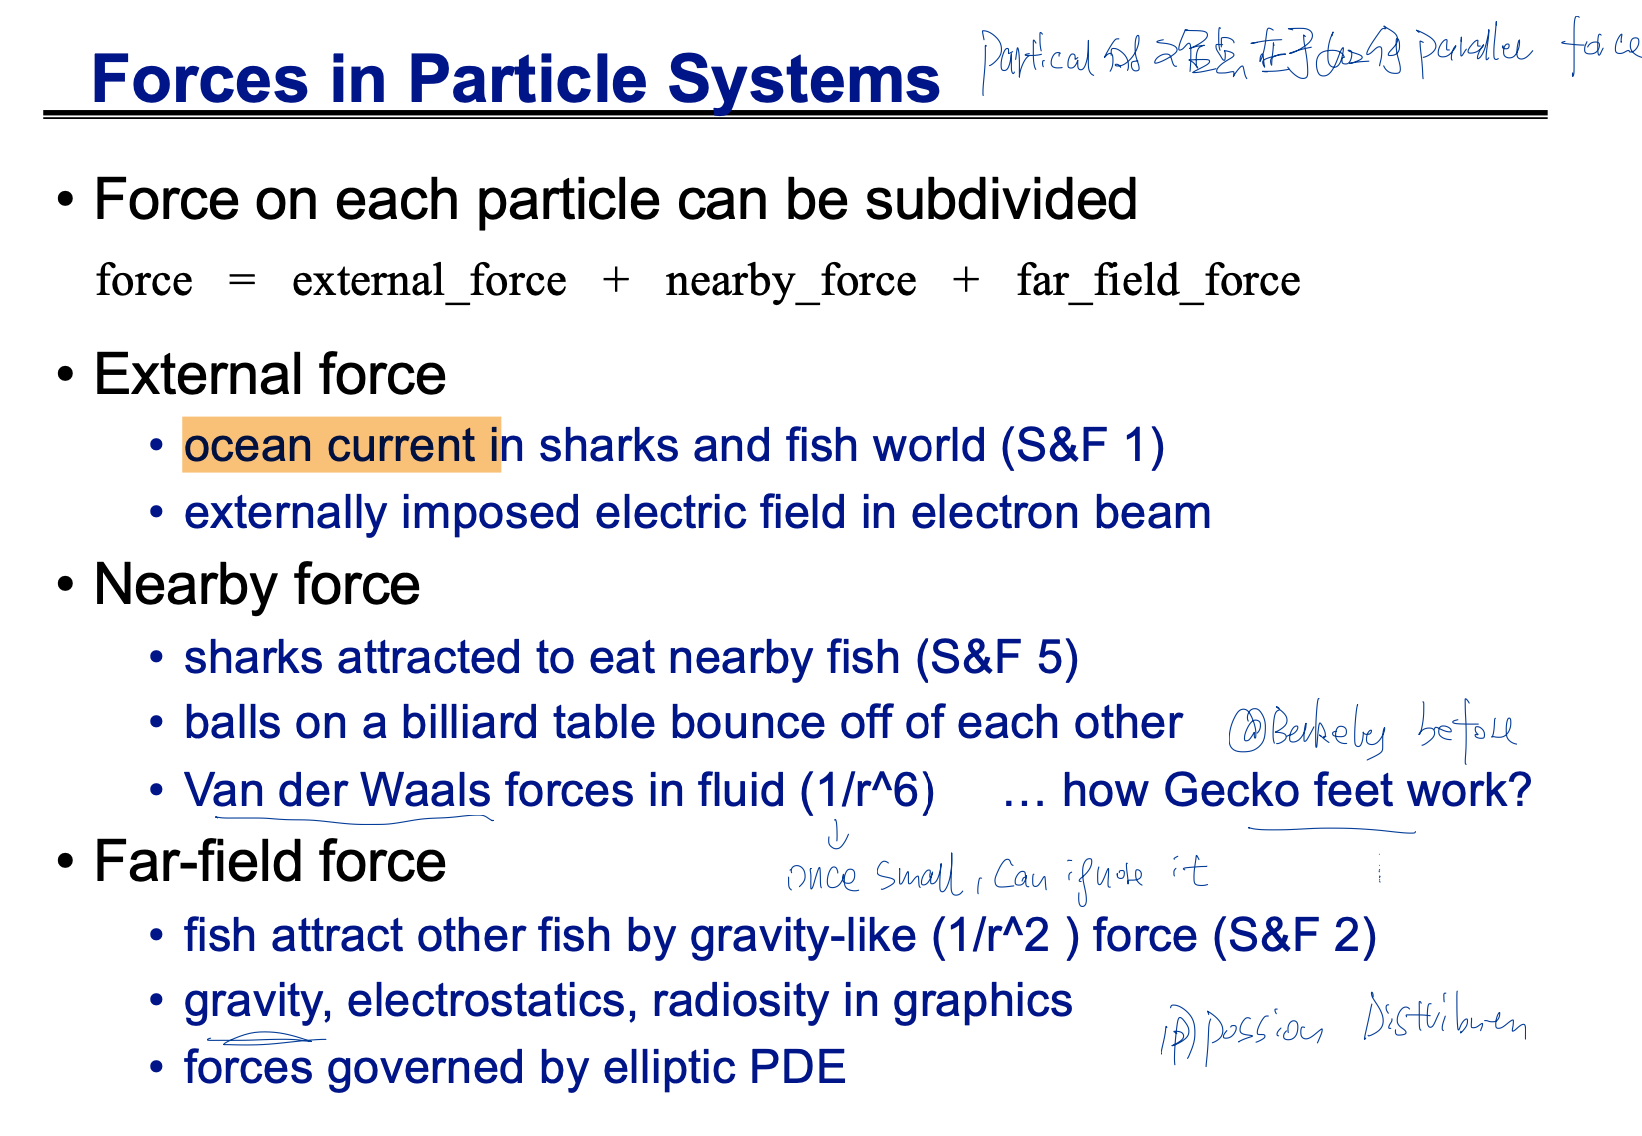 Forces in Particle Systems
Partical 的 在于如何 parallel force
• Force on each particle can be subdivided
force = external_force + nearby_force + far_field_force
• External force
• ocean current in sharks and fish world (S&F 1)
• externally imposed electric field in electron beam
• Nearby force
• sharks attracted to eat nearby fish (S&F 5)
• balls on a billiard table bounce off of each other
@Berkeley before
• Van der Waals forces in fluid (1/r^6) … how Gecko feet work?
once small, can ignore it
• Far-field force
• fish attract other fish by gravity-like (1/r^2 ) force (S&F 2)
• gravity, electrostatics, radiosity in graphics
possion Distribution
• forces governed by elliptic PDE